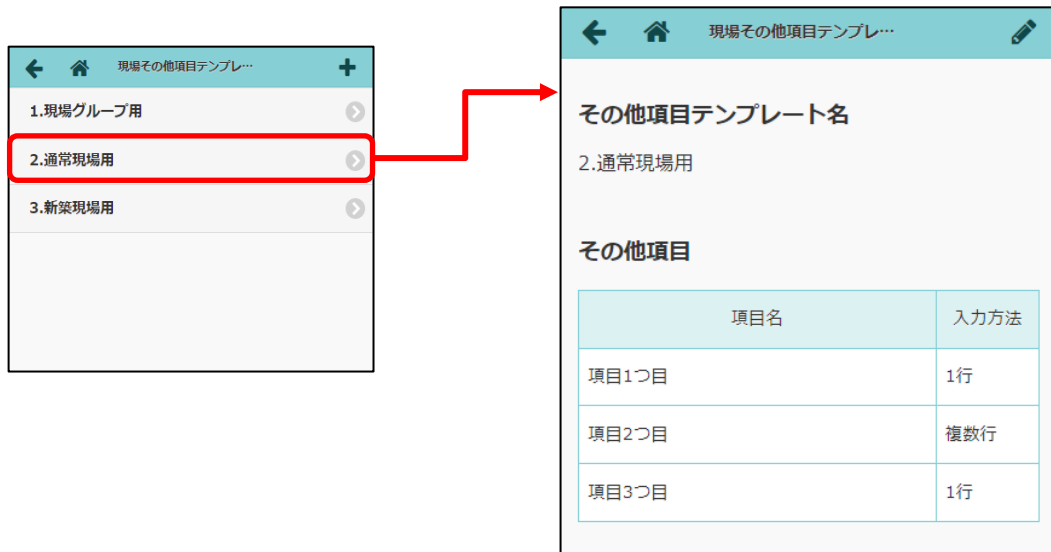 現場その他項目テンプレ…
1.現場グループ用
2.通常現場用
3.新築現場用
現場その他項目テンプレ…
その他項目テンプレート名
2.通常現場用
その他項目
項目名 入力方法
項目1つ目 1行
項目2つ目 複数行
項目3つ目 1行